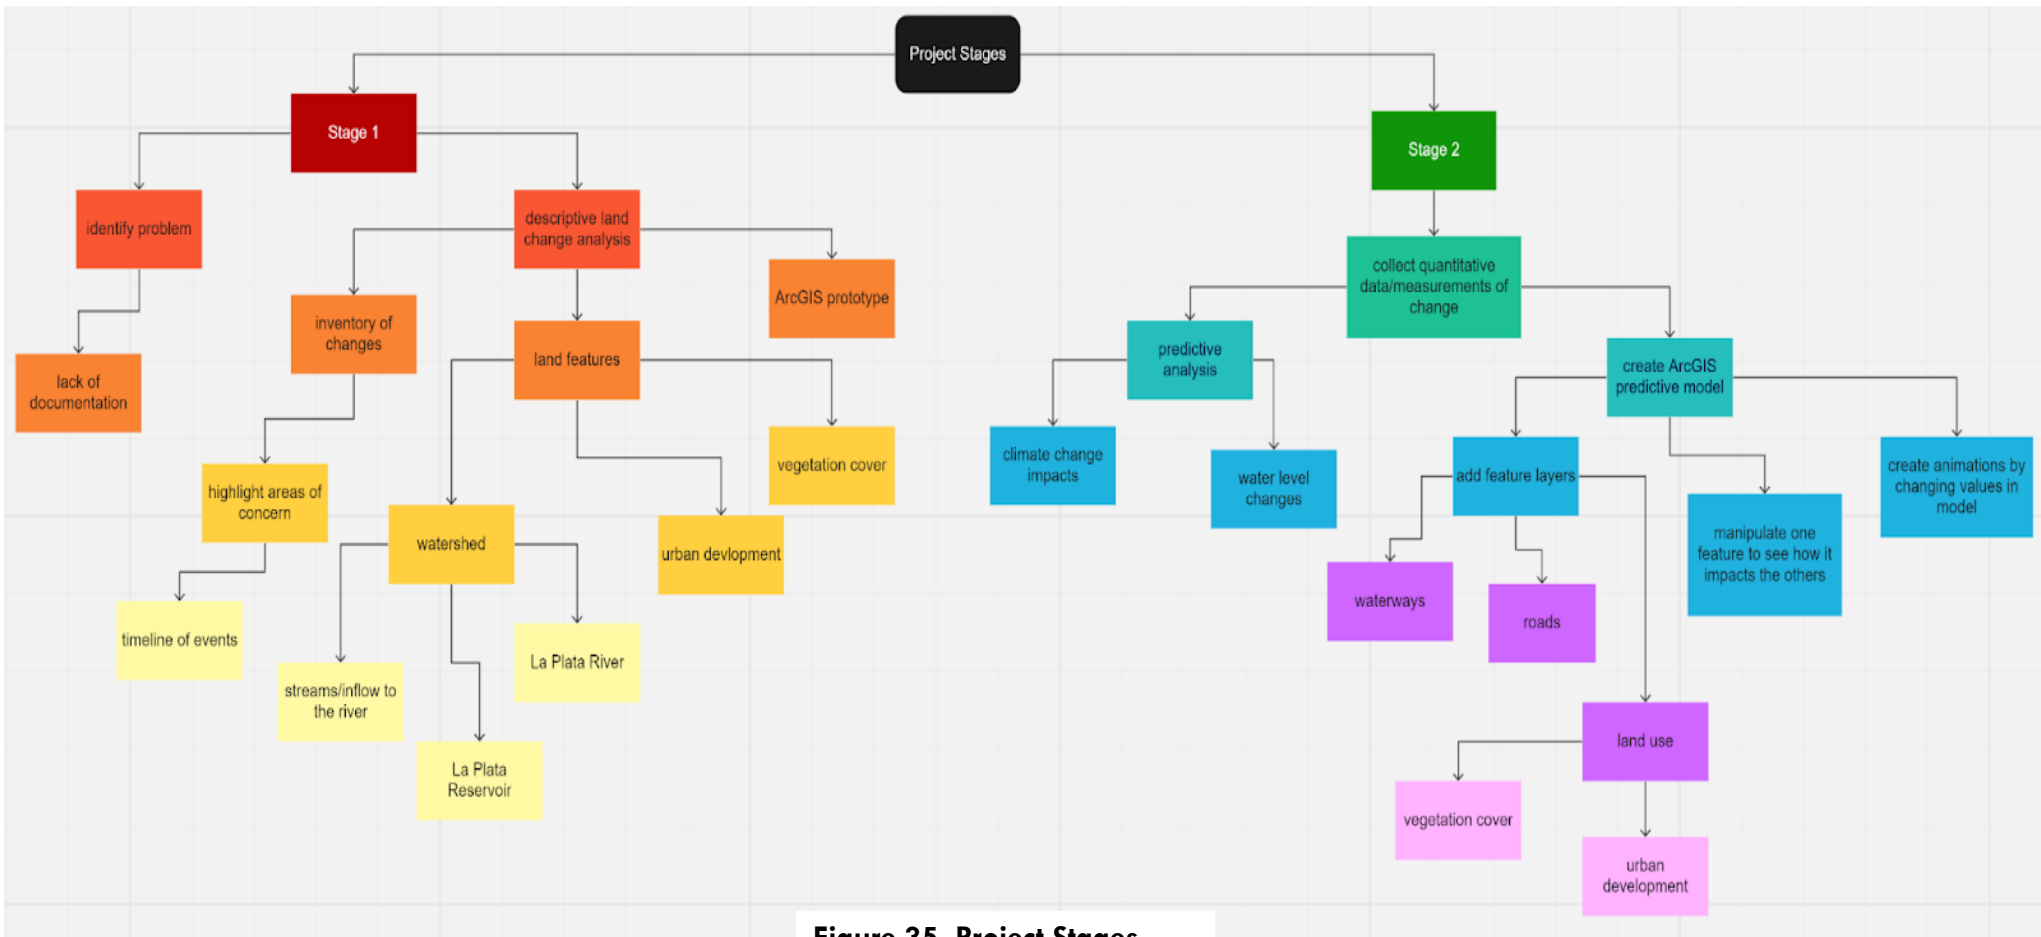 Project Stages
Stage 1
Stage 2
identify problem
descriptive land
change analysis
collect quantitative
data/measurements of
change
ArcGIS prototype
inventory of
changes
land features
predictive
analysis
create ArcGIS
predictive model
lack of
documentation
vegetation cover
climate change
impacts
water level
changes
add feature layers
create animations by
changing values in
model
highlight areas of
concern
watershed
urban devlopment
manipulate one
feature to see how it
impacts the others
waterways
roads
timeline of events
streams/inflow to
the river
La Plata River
La Plata
Reservoir
land use
vegetation cover
urban
development
Figure 35. Project Stages